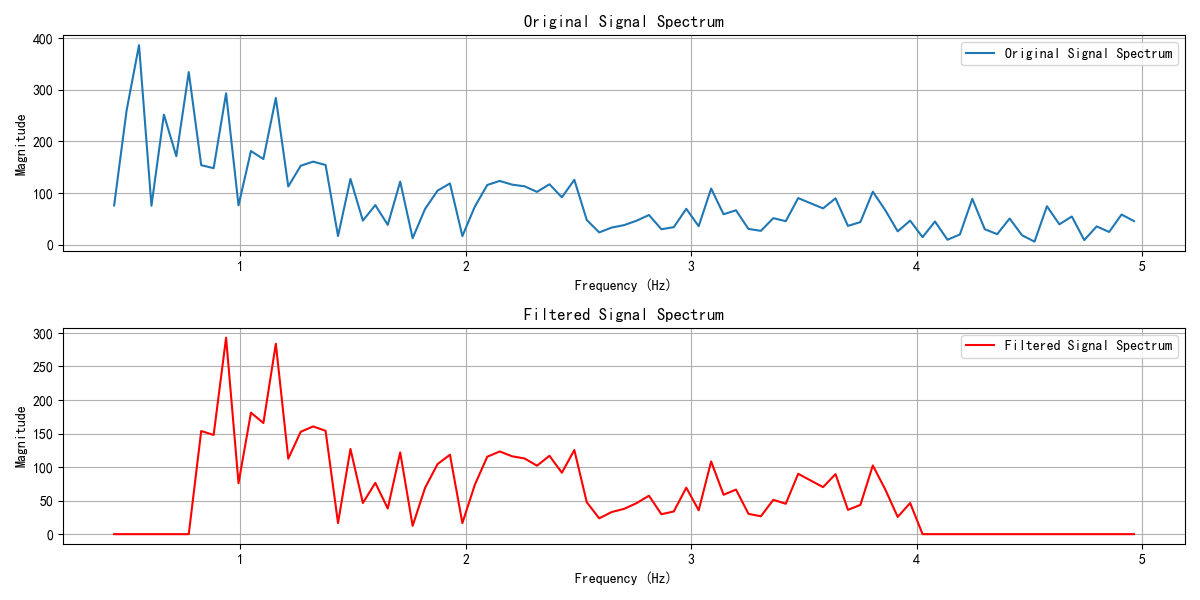 Original Signal Spectrum
400
300
200
100
0
Magnitude
Original Signal Spectrum
1 2 3 4 5
Frequency (Hz)
Filtered Signal Spectrum
300
250
200
150
100
50
0
Magnitude
Filtered Signal Spectrum
1 2 3 4 5
Frequency (Hz)